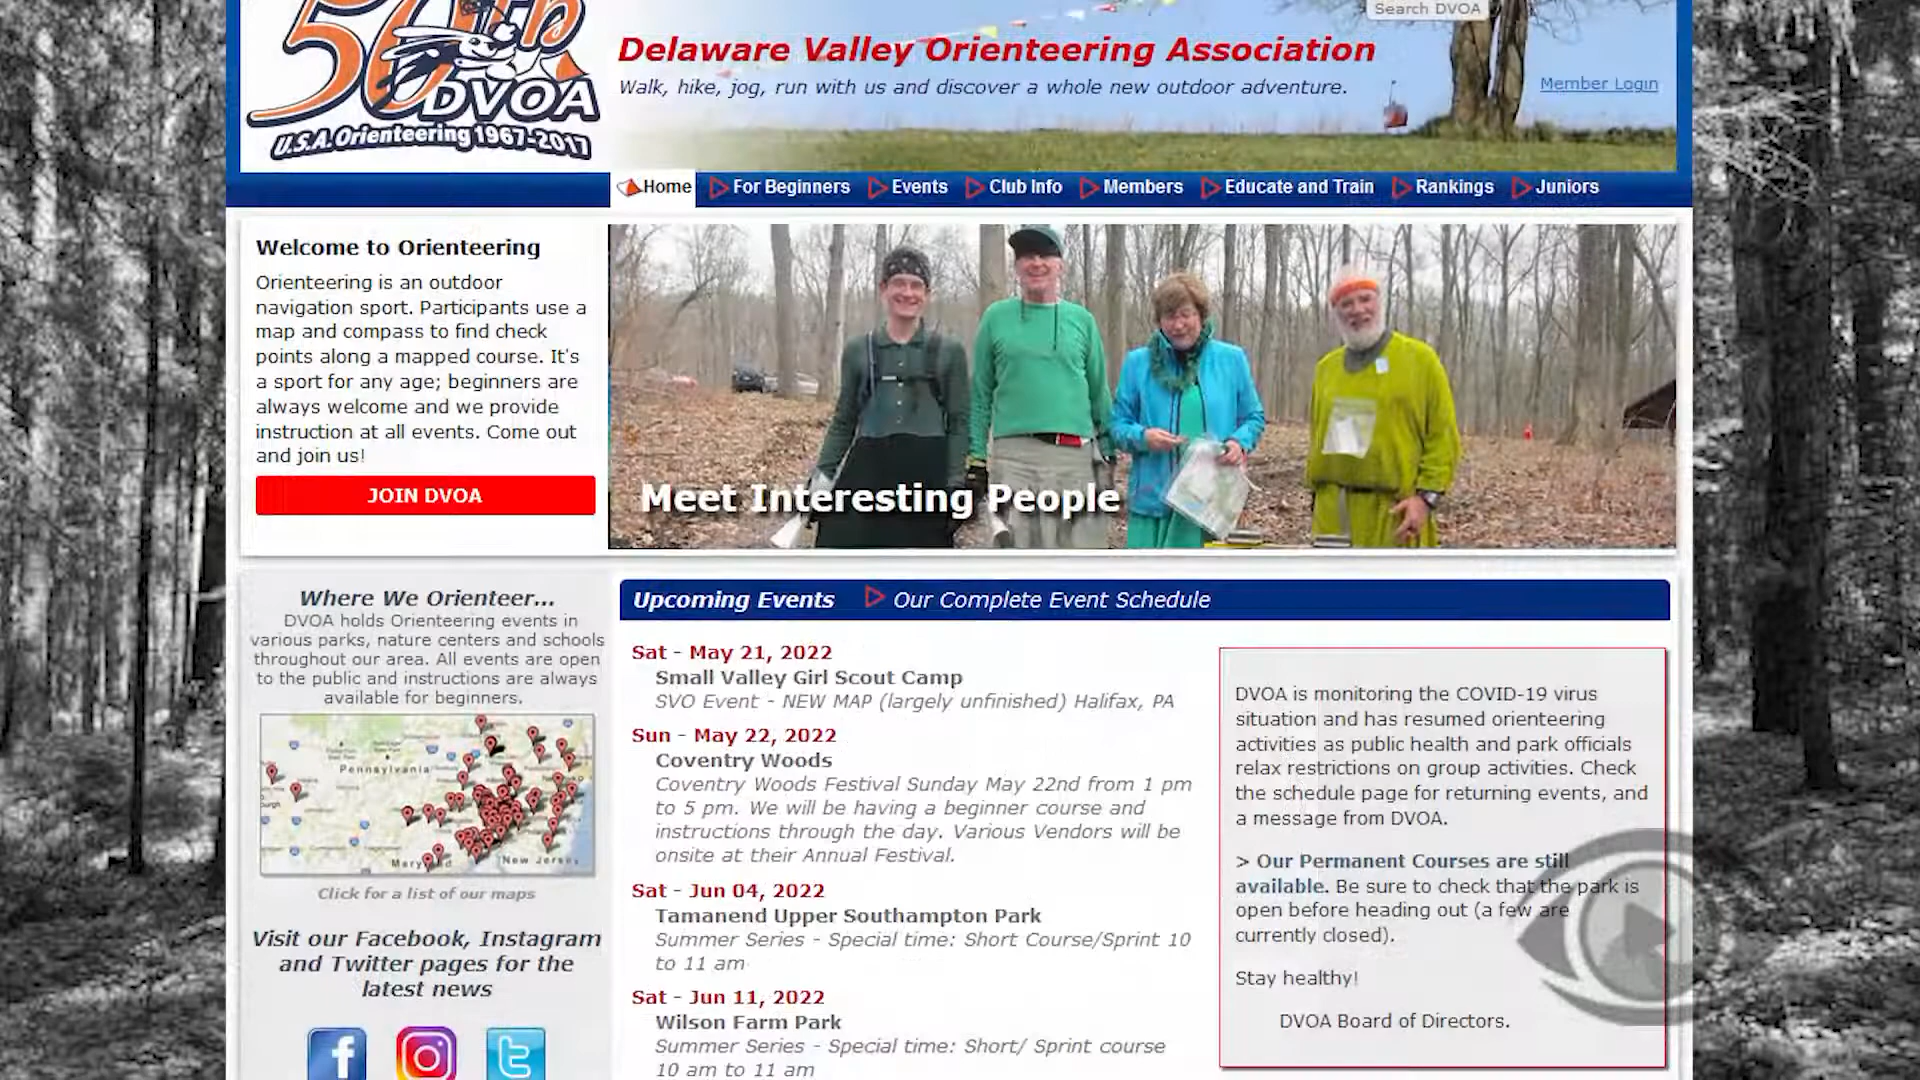 50th
DVOA
U.S.A. Orienteering 1967-2017
Search DVOA
Delaware Valley Orienteering Association
Walk, hike, jog, run with us and discover a whole new outdoor adventure.
Member Login
Home
For Beginners
Events
Club Info
Members
Educate and Train
Rankings
Juniors
Welcome to Orienteering
Orienteering is an outdoor
navigation sport. Participants use a
map and compass to find check
points along a mapped course. It's
a sport for any age; beginners are
always welcome and we provide
instruction at all events. Come out
and join us!
JOIN DVOA
Meet Interesting People
Where We Orienteer...
DVOA holds Orienteering events in
various parks, nature centers and schools
throughout our area. All events are open
to the public and instructions are always
available for beginners.
Pennsylvania
New Jersey
Click for a list of our maps
Visit our Facebook, Instagram
and Twitter pages for the
latest news
Upcoming Events
Our Complete Event Schedule
Sat - May 21, 2022
Small Valley Girl Scout Camp
SVO Event - NEW MAP (largely unfinished) Halifax, PA
Sun - May 22, 2022
Coventry Woods
Coventry Woods Festival Sunday May 22nd from 1 pm
to 5 pm. We will be having a beginner course and
instructions through the day. Various Vendors will be
onsite at their Annual Festival.
Sat - Jun 04, 2022
Tamanend Upper Southampton Park
Summer Series - Special time: Short Course/Sprint 10
to 11 am
Sat - Jun 11, 2022
Wilson Farm Park
Summer Series - Special time: Short/ Sprint course
10 am to 11 am
DVOA is monitoring the COVID-19 virus
situation and has resumed orienteering
activities as public health and park officials
relax restrictions on group activities. Check
the schedule page for returning events, and
a message from DVOA.
> Our Permanent Courses are still
available. Be sure to check that the park is
open before heading out (a few are
currently closed).
Stay healthy!
DVOA Board of Directors.